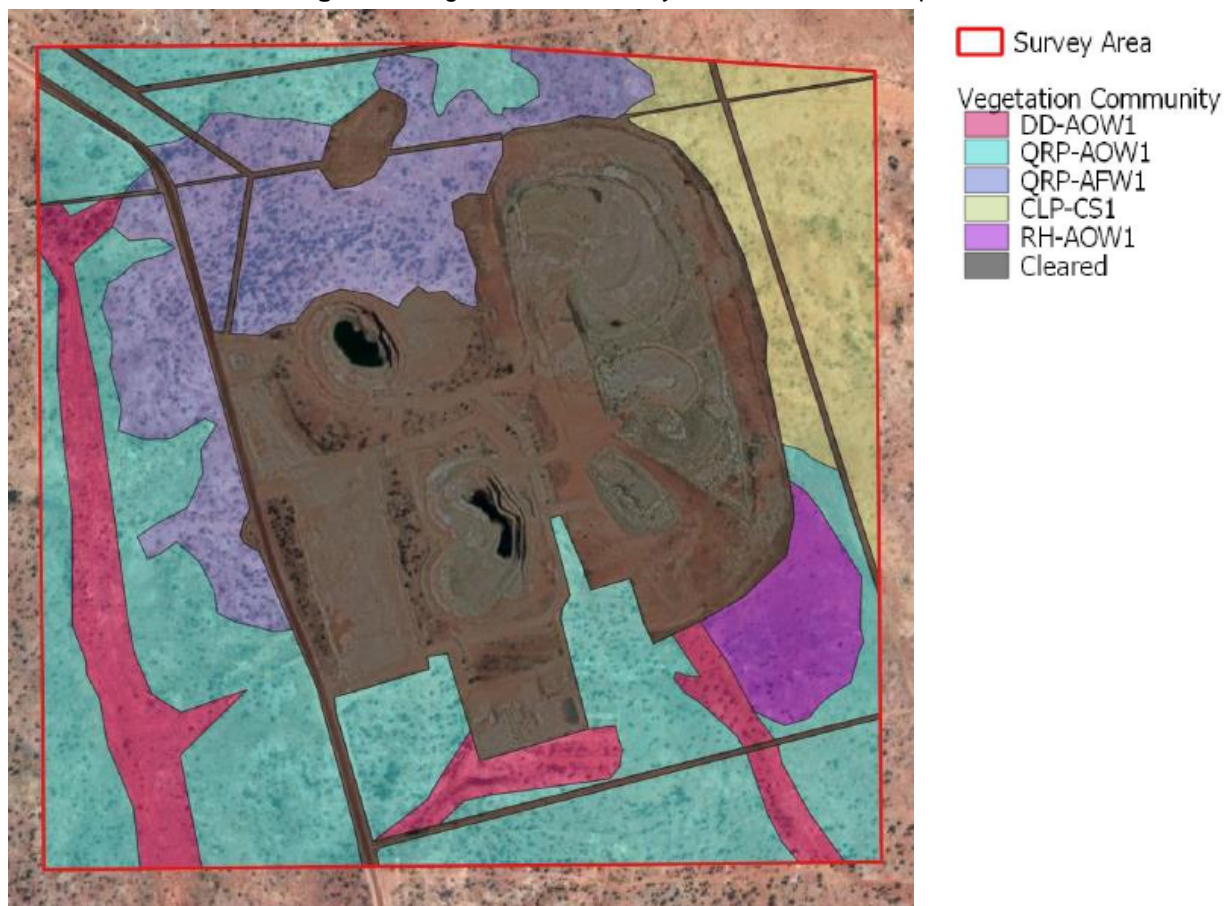 Survey Area
Vegetation Community
DD-AOW1
QRP-AOW1
QRP-AFW1
CLP-CS1
RH-AOW1
Cleared